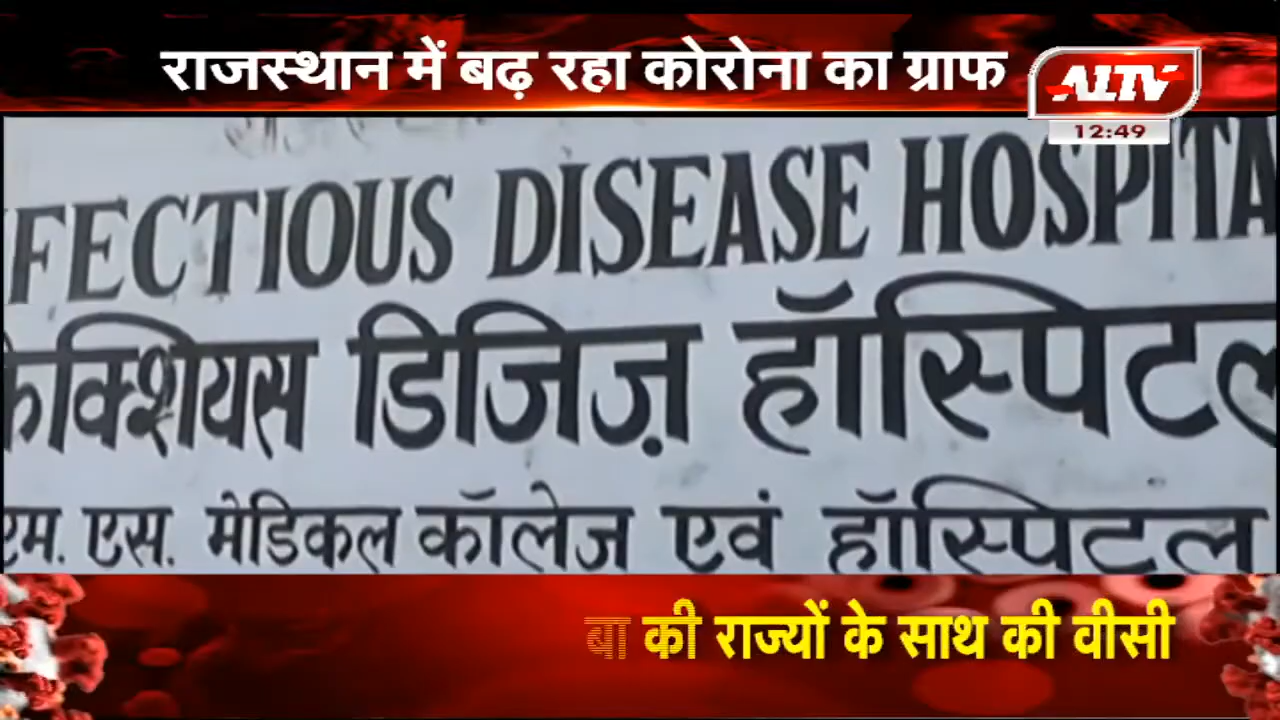 राजस्थान में बढ़ रहा कोरोना का ग्राफ
ALTV
12:49
FECTIOUS DISEASE HOSPITA
फेक्शियस डिजिज़ हॉस्पिटल
एम. एस. मेडिकल कॉलेज एवं हॉस्पिटल
की राज्यों के साथ की वीसी